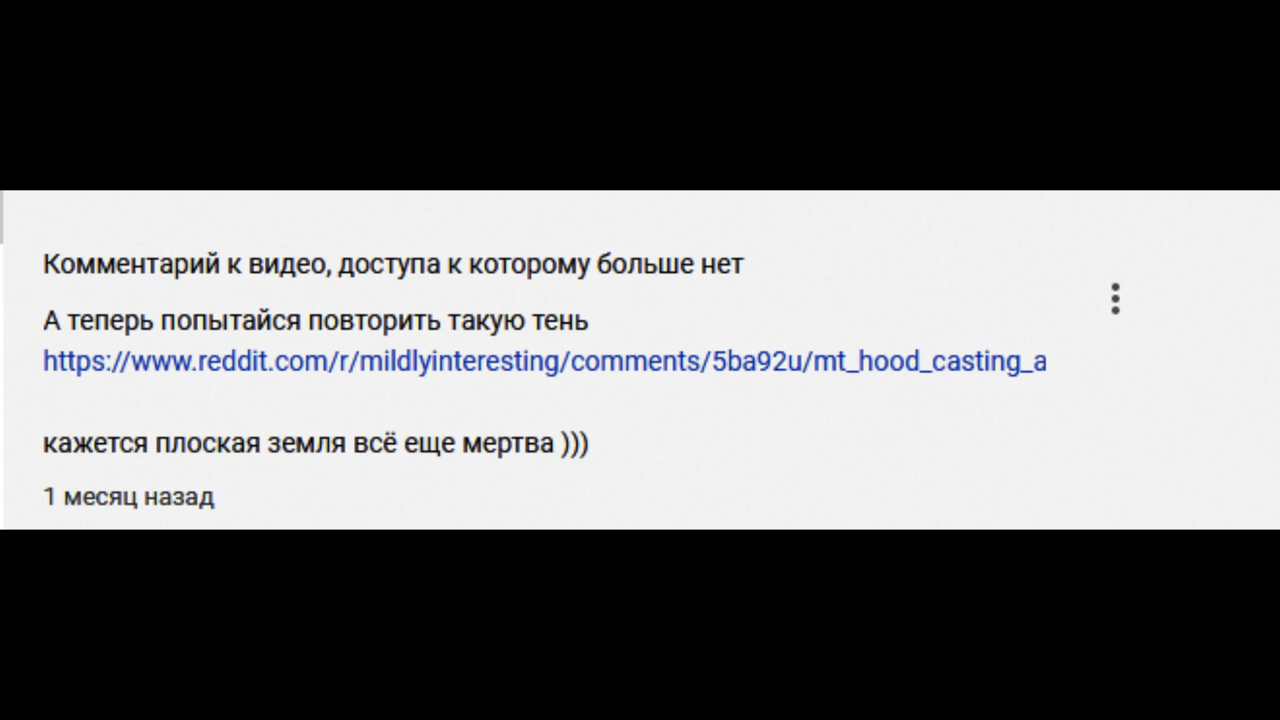 Комментарий к видео, доступа к которому больше нет
А теперь попытайся повторить такую тень
https://www.reddit.com/r/mildlyinteresting/comments/5ba92u/mt_hood_casting_a
кажется плоская земля всё еще мертва )))
1 месяц назад